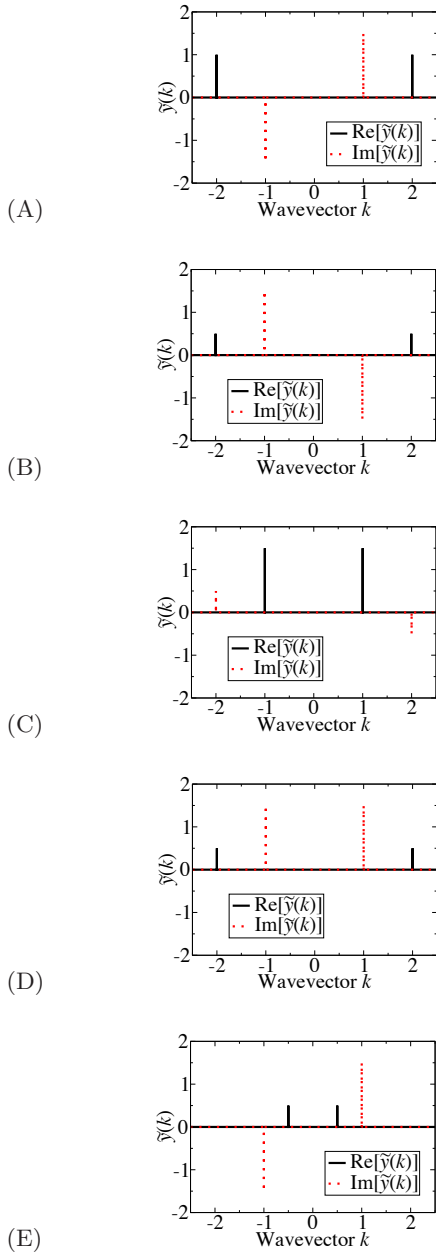 2
1
0
-1
-2
ỹ(k)
Re[ỹ(k)]
Im[ỹ(k)]
-2 -1 0 1 2
Wavevector k
(A)
2
1
0
-1
-2
ỹ(k)
Re[ỹ(k)]
Im[ỹ(k)]
-2 -1 0 1 2
Wavevector k
(B)
2
1
0
-1
-2
ỹ(k)
Re[ỹ(k)]
Im[ỹ(k)]
-2 -1 0 1 2
Wavevector k
(C)
2
1
0
-1
-2
ỹ(k)
Re[ỹ(k)]
Im[ỹ(k)]
-2 -1 0 1 2
Wavevector k
(D)
2
1
0
-1
-2
ỹ(k)
Re[ỹ(k)]
Im[ỹ(k)]
-2 -1 0 1 2
Wavevector k
(E)